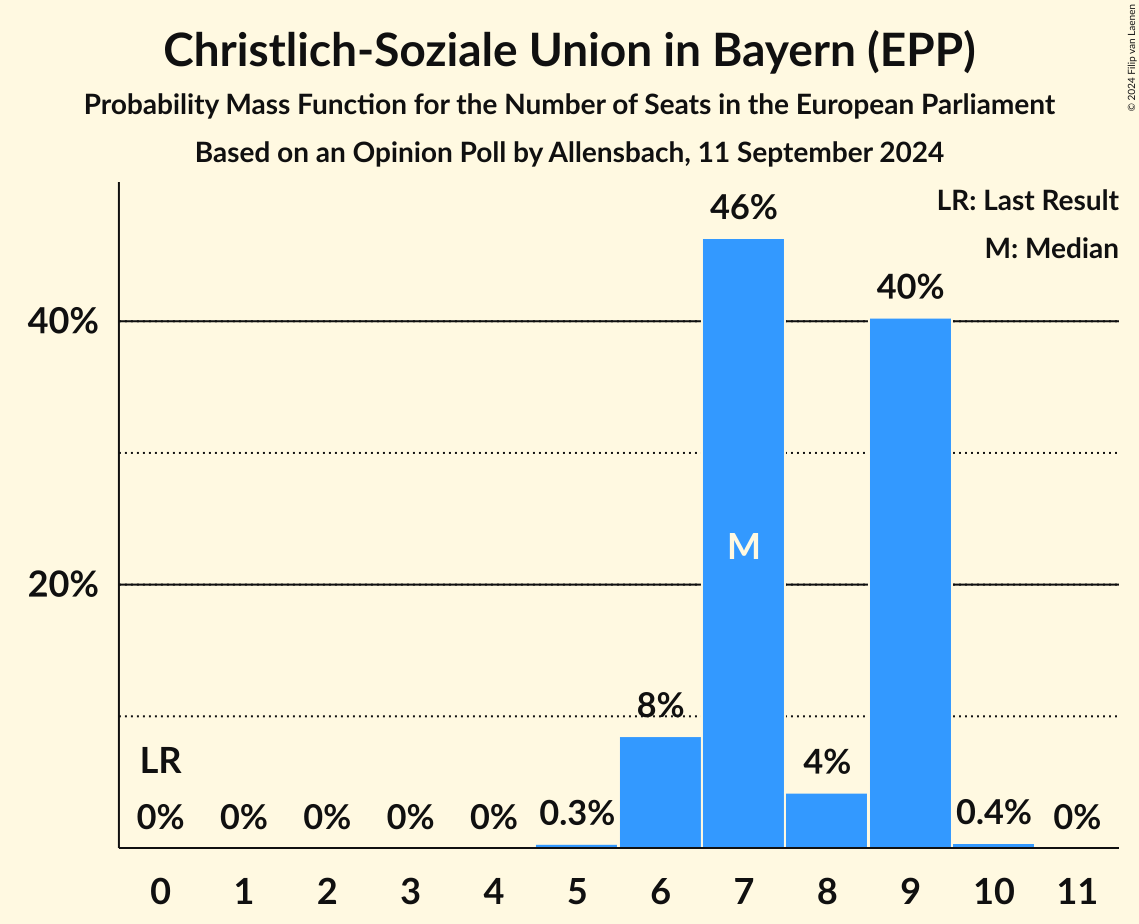 Christlich-Soziale Union in Bayern (EPP)
Probability Mass Function for the Number of Seats in the European Parliament
Based on an Opinion Poll by Allensbach, 11 September 2024
© 2024 Filip van Laenen
LR: Last Result
M: Median
46%
40%
40%
M
20%
8%
LR
4%
0% 0% 0% 0% 0% 0.3% 0.4% 0%
0 1 2 3 4 5 6 7 8 9 10 11